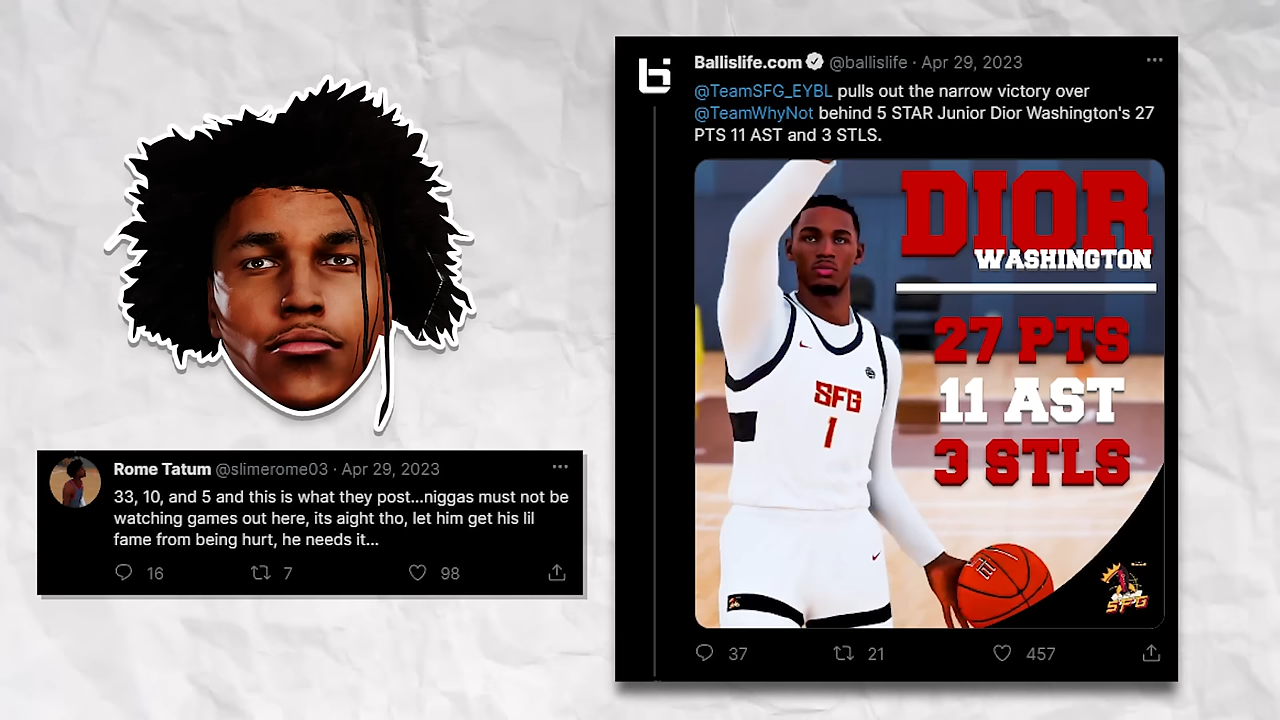 Rome Tatum @slimerome03 · Apr 29, 2023
33, 10, and 5 and this is what they post...niggas must not be
watching games out here, its aight tho, let him get his lil
fame from being hurt, he needs it...
16 7 98
Ballislife.com @ballislife · Apr 29, 2023
@TeamSFG_EYBL pulls out the narrow victory over
@TeamWhyNot behind 5 STAR Junior Dior Washington's 27
PTS 11 AST and 3 STLS.
DIOR
WASHINGTON
27 PTS
11 AST
3 STLS
SFG
1
SFG
37 21 457